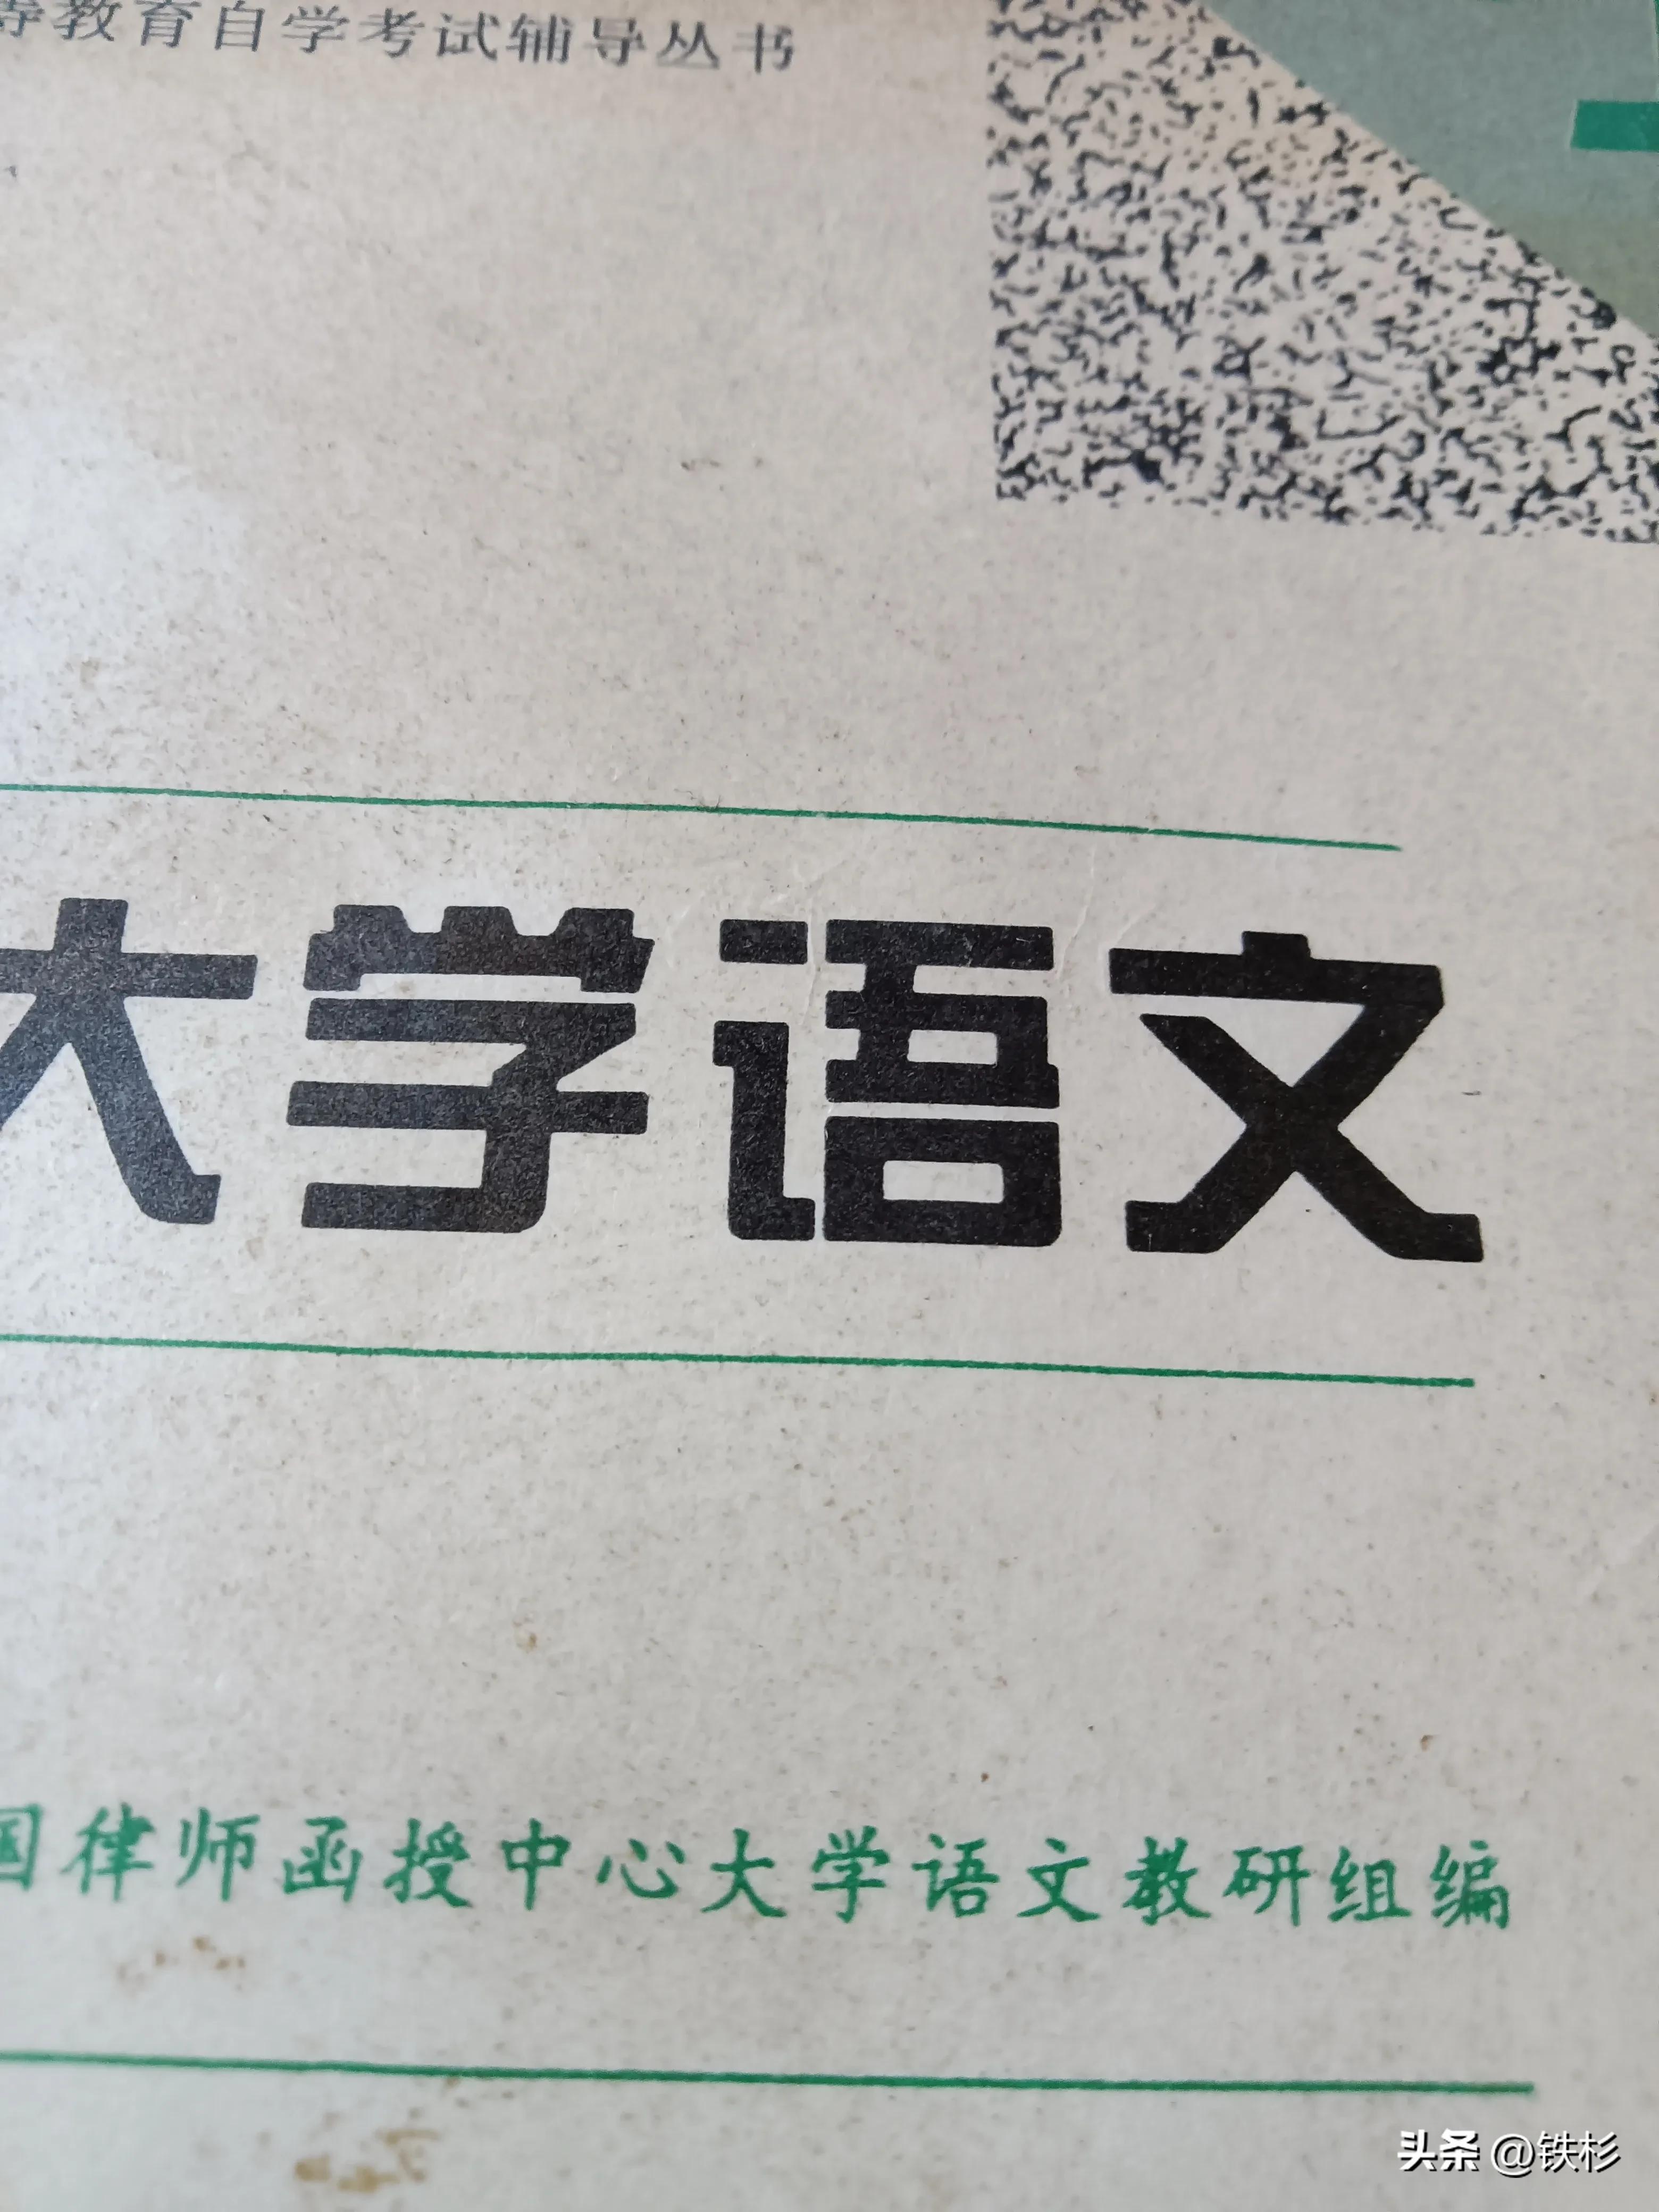 等教育自学考试辅导丛书
大学语文
国律师函授中心大学语文教研组编
头条 @铁杉